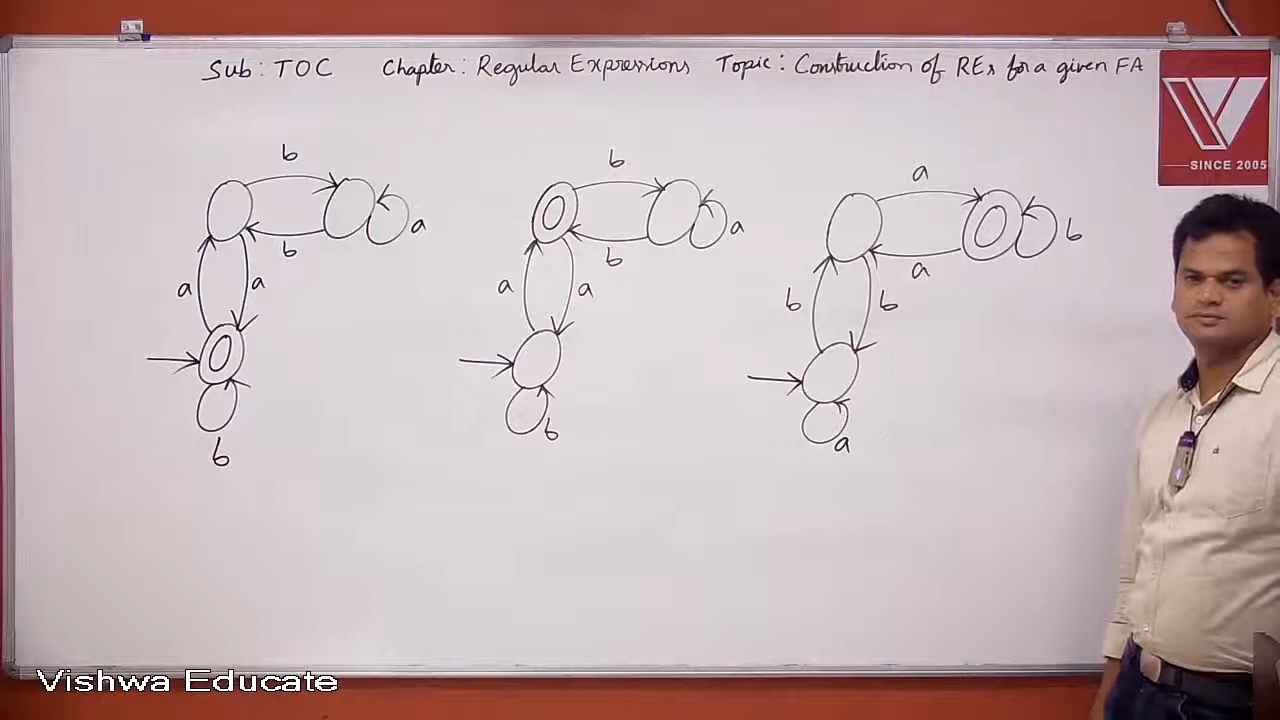 Sub : TOC Chapter : Regular Expressions Topic : Construction of REs for a given FA
SINCE 2005
b b a
a a b
b b a
a a a a b b
b b a
Vishwa Educate